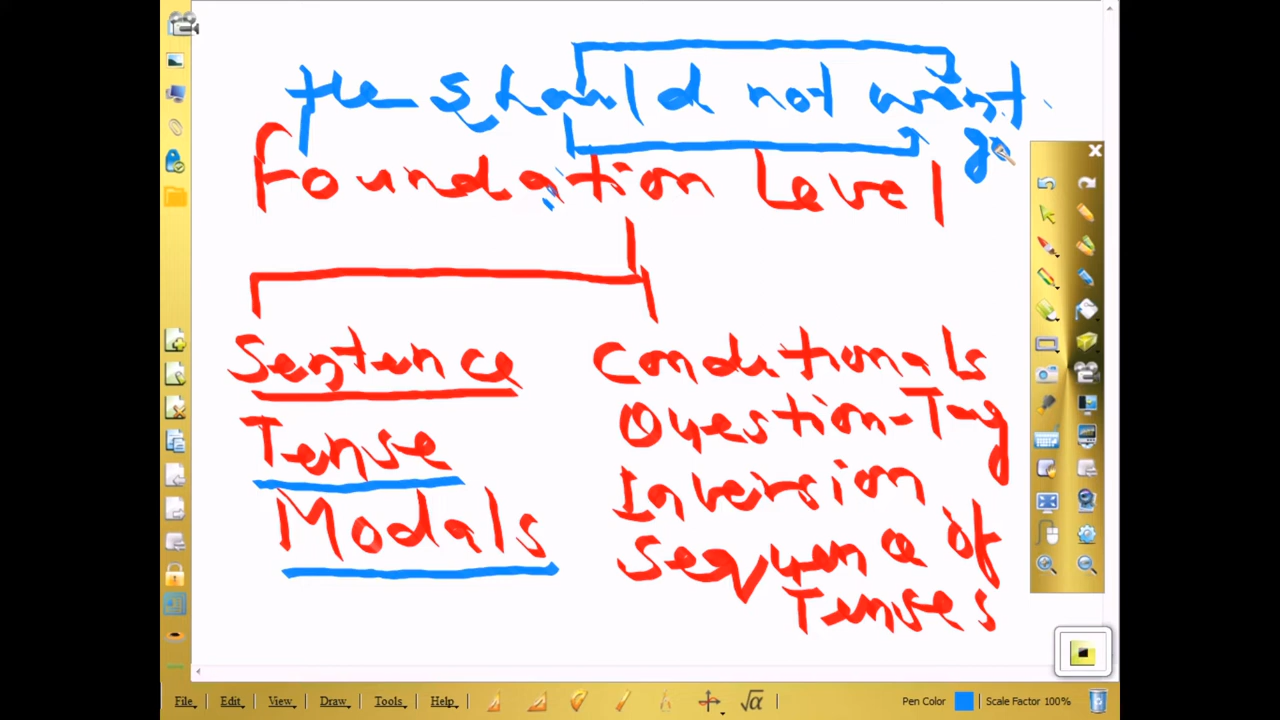 He should not went.
go
Foundation Level
Sentence
Tense
Modals
Conditionals
Question-Tag
Inversion
Sequence of
Tenses
File Edit View Draw Tools Help
Pen Color Scale Factor 100%